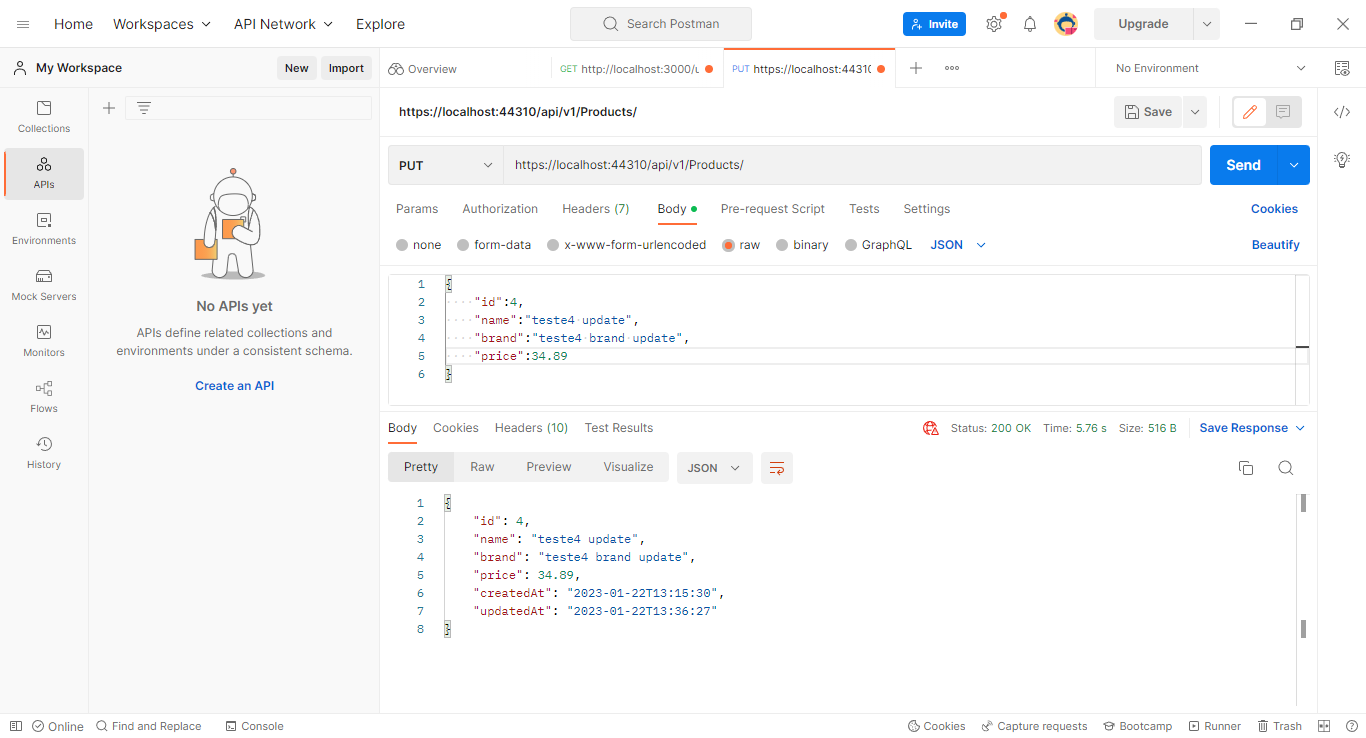 Home Workspaces API Network Explore Search Postman Invite Upgrade
My Workspace New Import Overview GET http://localhost:3000/u PUT https://localhost:44310 No Environment
Collections
APIs
Environments
Mock Servers
Monitors
Flows
History
No APIs yet
APIs define related collections and
environments under a consistent schema.
Create an API
https://localhost:44310/api/v1/Products/ Save
PUT https://localhost:44310/api/v1/Products/ Send
Params Authorization Headers (7) Body Pre-request Script Tests Settings Cookies
none form-data x-www-form-urlencoded raw binary GraphQL JSON Beautify
1 {
2 "id":4,
3 "name":"teste4 update",
4 "brand":"teste4 brand update",
5 "price":34.89
6 }
Body Cookies Headers (10) Test Results Status: 200 OK Time: 5.76 s Size: 516 B Save Response
Pretty Raw Preview Visualize JSON
1 {
2 "id": 4,
3 "name": "teste4 update",
4 "brand": "teste4 brand update",
5 "price": 34.89,
6 "createdAt": "2023-01-22T13:15:30",
7 "updatedAt": "2023-01-22T13:36:27"
8 }
Online Find and Replace Console Cookies Capture requests Bootcamp Runner Trash